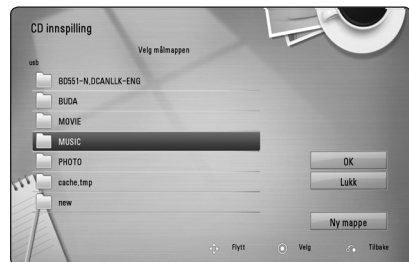 CD innspilling
Velg målmappen
usb
BD551-N,DCANLLK-ENG
BUDA
MOVIE
MUSIC
PHOTO
cache,tmp
new
OK
Lukk
Ny mappe
Flytt Velg Tilbake